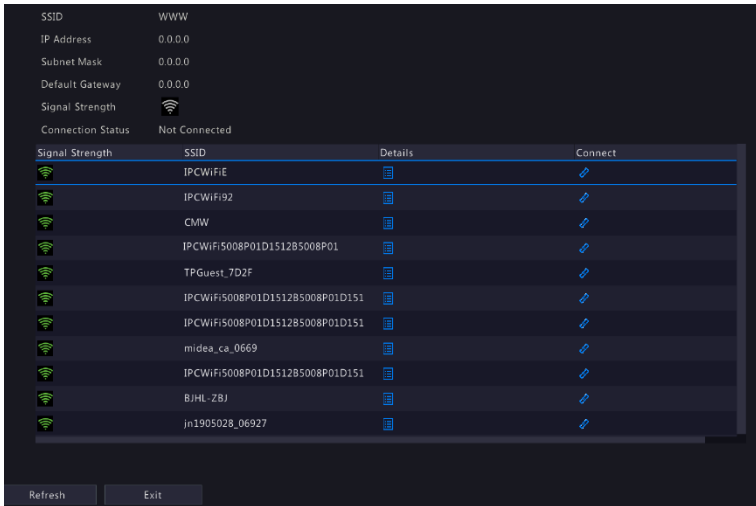 SSID WWW
IP Address 0.0.0.0
Subnet Mask 0.0.0.0
Default Gateway 0.0.0.0
Signal Strength
Connection Status Not Connected
Signal Strength SSID Details Connect
IPCWiFiE
IPCWiFi92
CMW
IPCWiFi5008P01D1512B5008P01
TPGuest_7D2F
IPCWiFi5008P01D1512B5008P01D151
IPCWiFi5008P01D1512B5008P01D151
midea_ca_0669
IPCWiFi5008P01D1512B5008P01D151
BJHL-ZBJ
jn1905028_06927
Refresh Exit